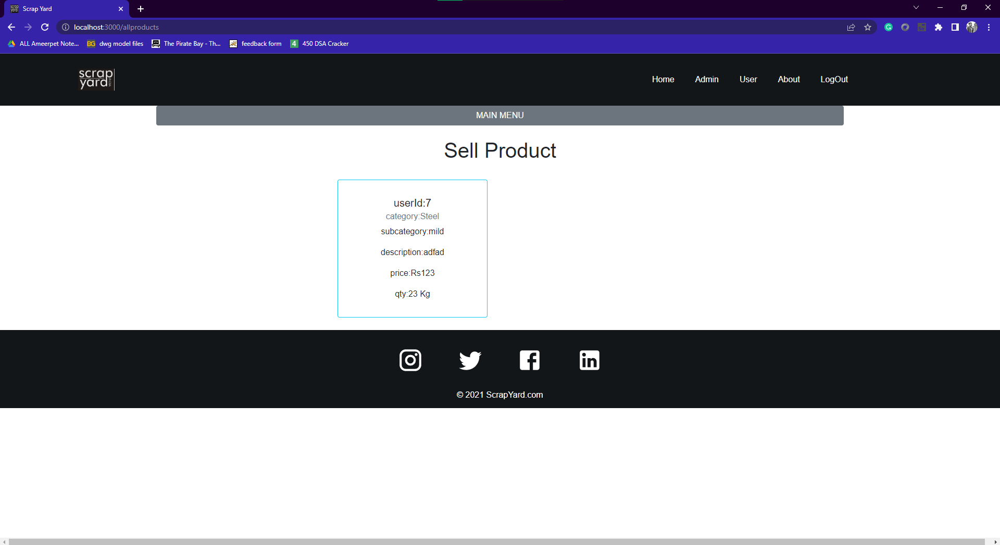 Scrap Yard
localhost:3000/allproducts
ALL Ameerpet Note... dwg model files The Pirate Bay - Th... feedback form 4 450 DSA Cracker
scrap
yard
Home Admin User About LogOut
MAIN MENU
Sell Product
userId:7
category:Steel
subcategory:mild
description:adfad
price:Rs123
qty:23 Kg
© 2021 ScrapYard.com